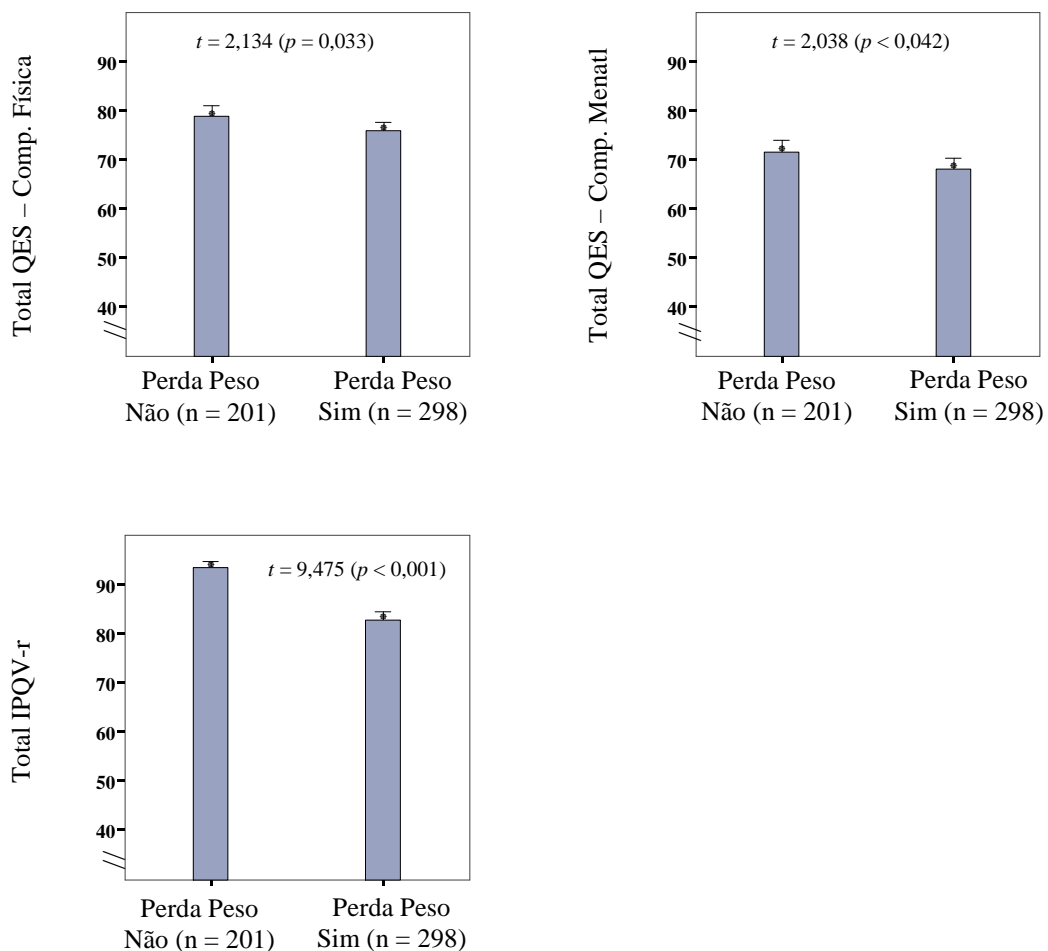 Total QES – Comp. Física
t = 2,134 (p = 0,033)
90
80
70
60
50
40
Perda Peso
Não (n = 201)
Perda Peso
Sim (n = 298)
Total QES – Comp. Menatl
t = 2,038 (p < 0,042)
90
80
70
60
50
40
Perda Peso
Não (n = 201)
Perda Peso
Sim (n = 298)
Total IPQV-r
t = 9,475 (p < 0,001)
90
80
70
60
50
40
Perda Peso
Não (n = 201)
Perda Peso
Sim (n = 298)